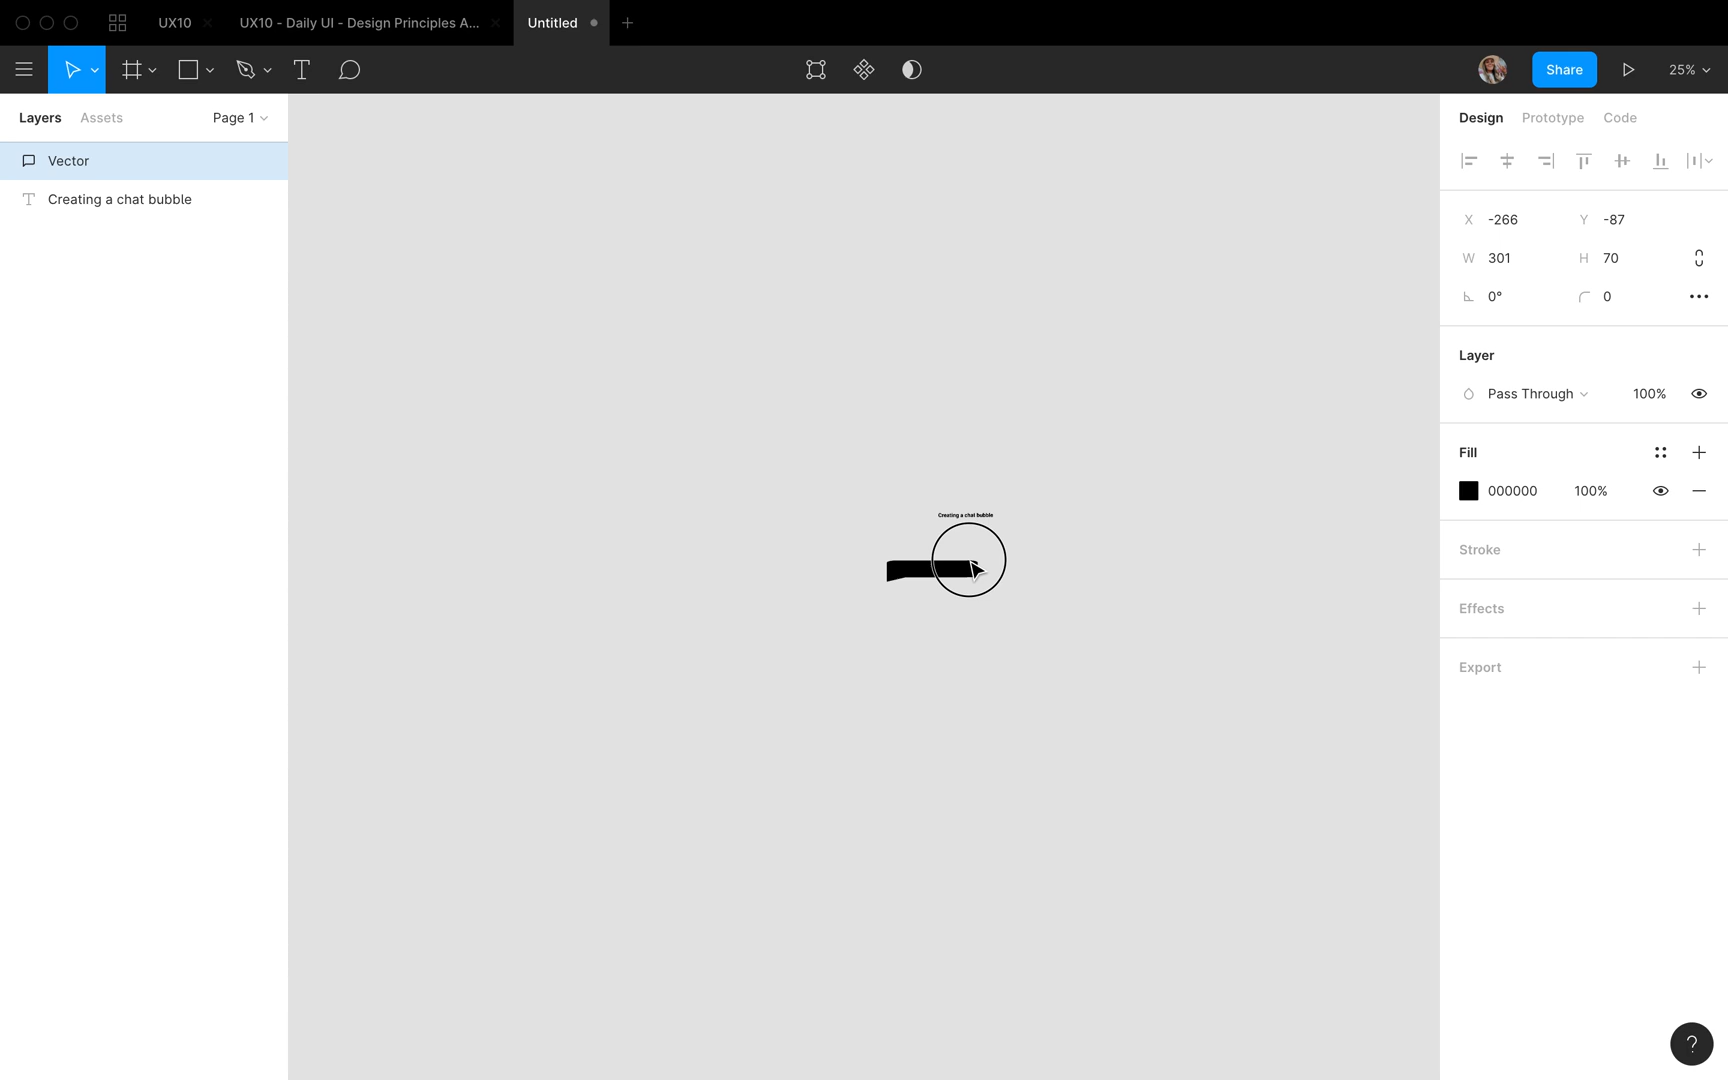 UX10
UX10 - Daily UI - Design Principles A...
Untitled
Share
25%
Layers
Assets
Page 1
Design
Prototype
Code
Vector
Creating a chat bubble
X -266
Y -87
W 301
H 70
0°
0
Layer
Pass Through
100%
Fill
000000
100%
Creating a chat bubble
Stroke
Effects
Export
?